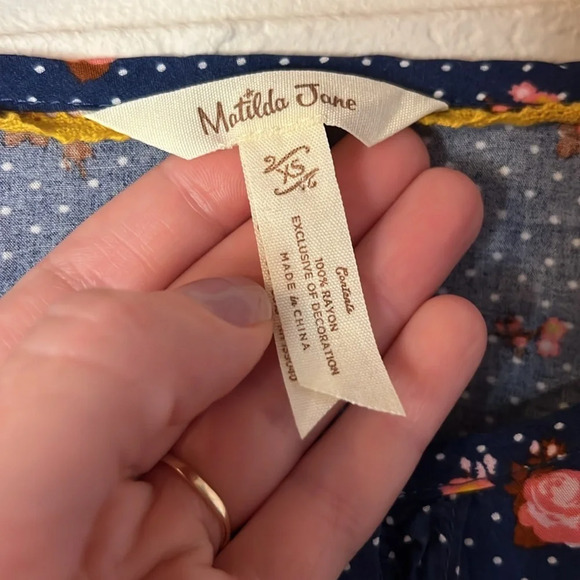 Matilda Jane
XS
Contents
100% RAYON
EXCLUSIVE OF DECORATION
MADE in CHINA